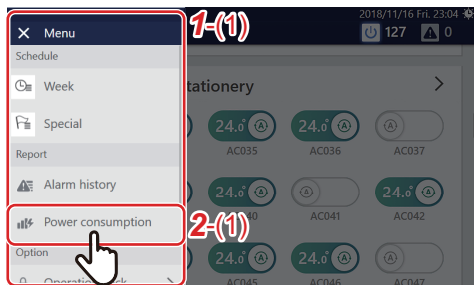 2018/11/16 Fri. 23:04
1-(1)
127
0
Menu
Schedule
Week
Special
Report
Alarm history
Power consumption
2-(1)
Option
tationery
24.0°
24.0°
AC035
AC036
AC037
24.0°
24.0°
40
AC041
AC042
24.0°
24.0°
AC045
AC046
AC047